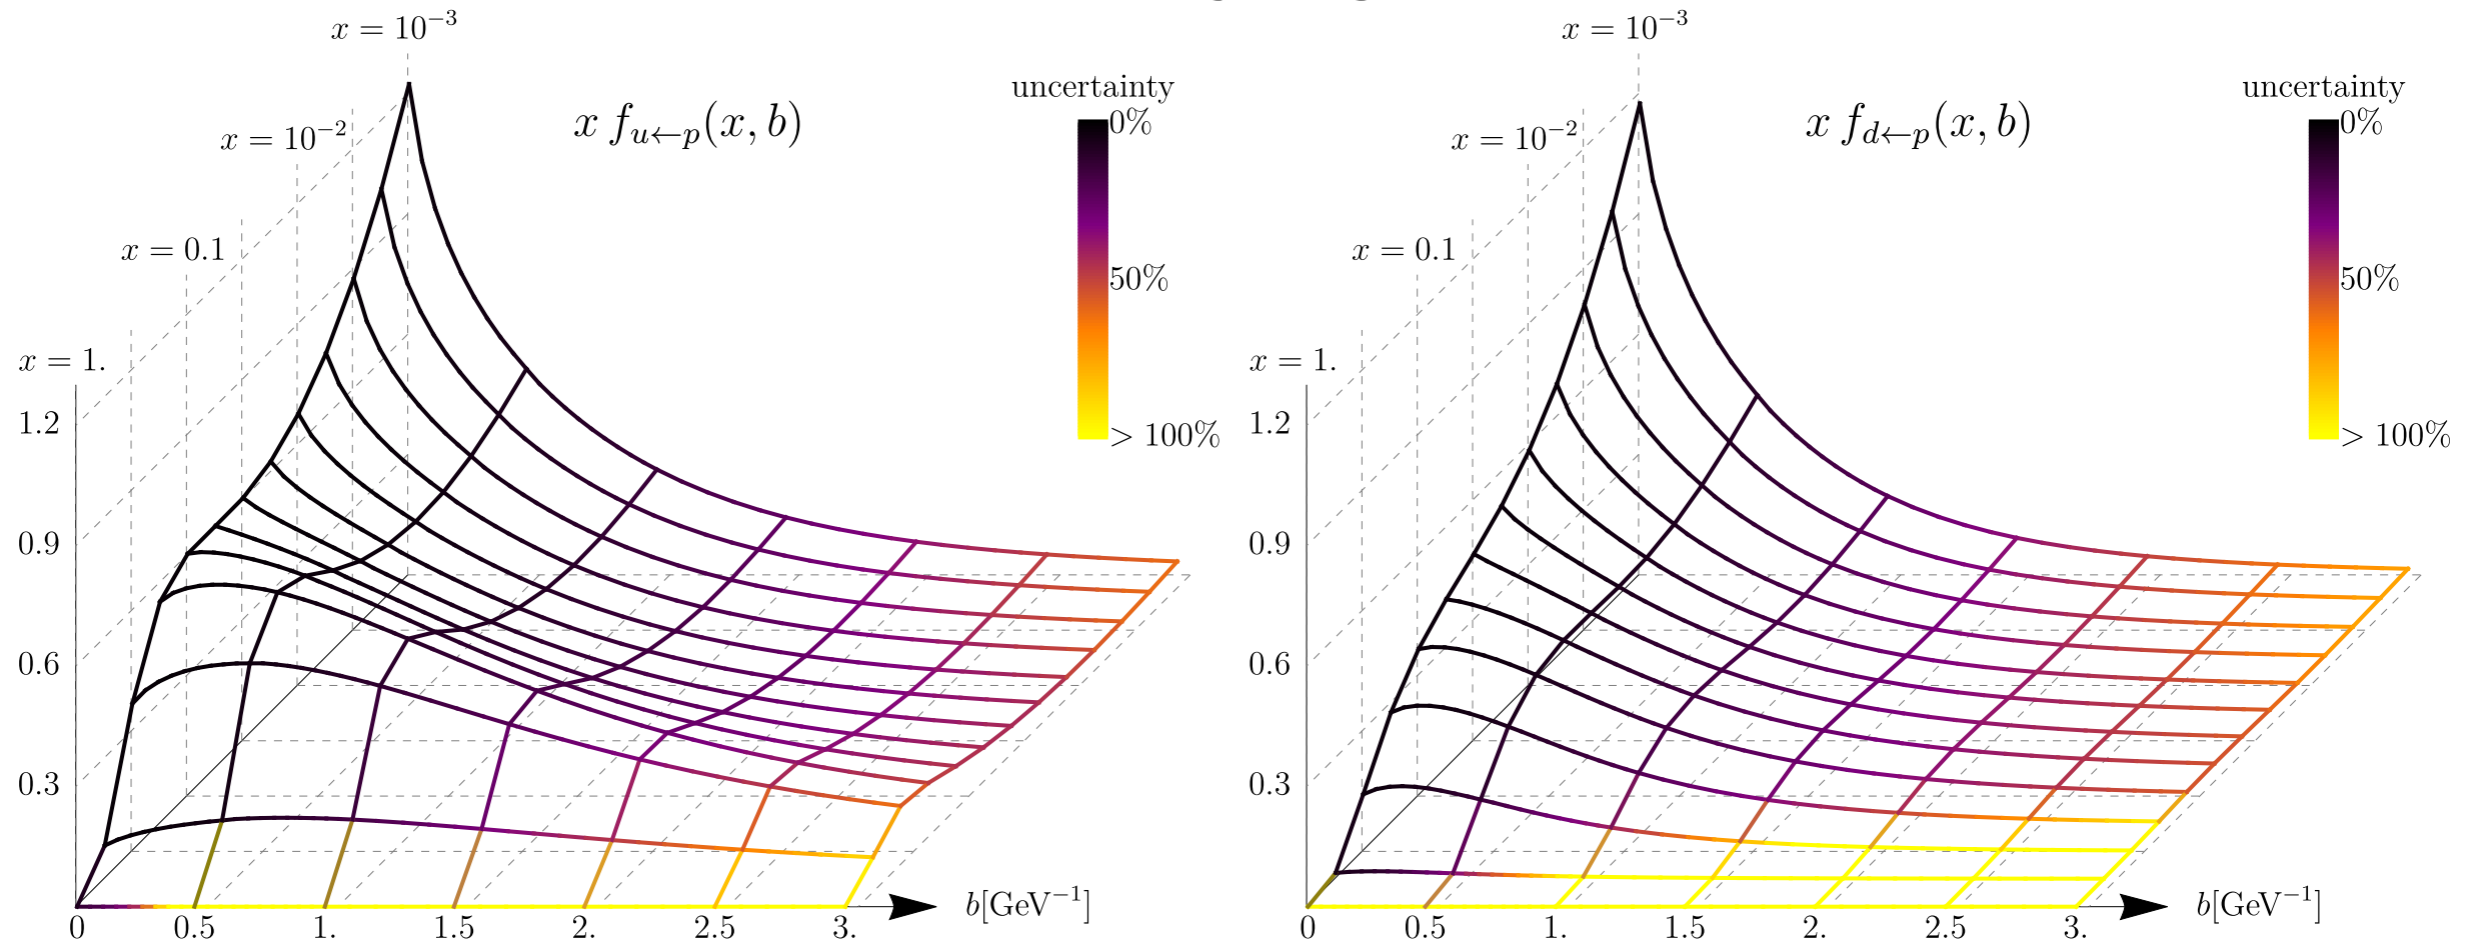 x = 10⁻³
x = 10⁻²
x = 0.1
x = 1.
x f_{u←p}(x, b)
uncertainty
0%
50%
> 100%
1.2
0.9
0.6
0.3
0 0.5 1. 1.5 2. 2.5 3.
b[GeV⁻¹]
x = 10⁻³
x = 10⁻²
x = 0.1
x = 1.
x f_{d←p}(x, b)
uncertainty
0%
50%
> 100%
1.2
0.9
0.6
0.3
0 0.5 1. 1.5 2. 2.5 3.
b[GeV⁻¹]